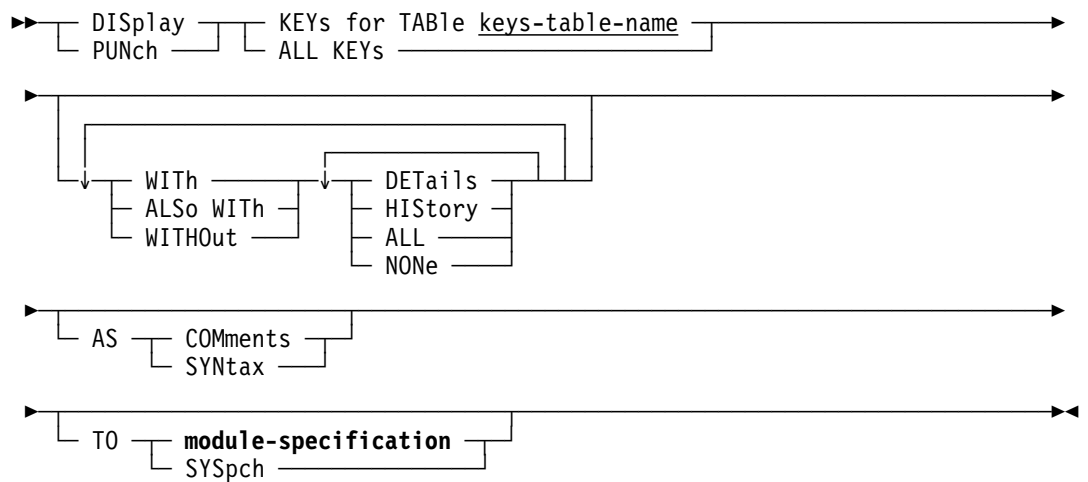 DISplay KEYs for TABle keys-table-name
PUNch ALL KEYs
WITh DETails
ALSo WITh HIStory
WITHOut ALL
NONe
AS COMments
SYNtax
TO module-specification
SYSpch